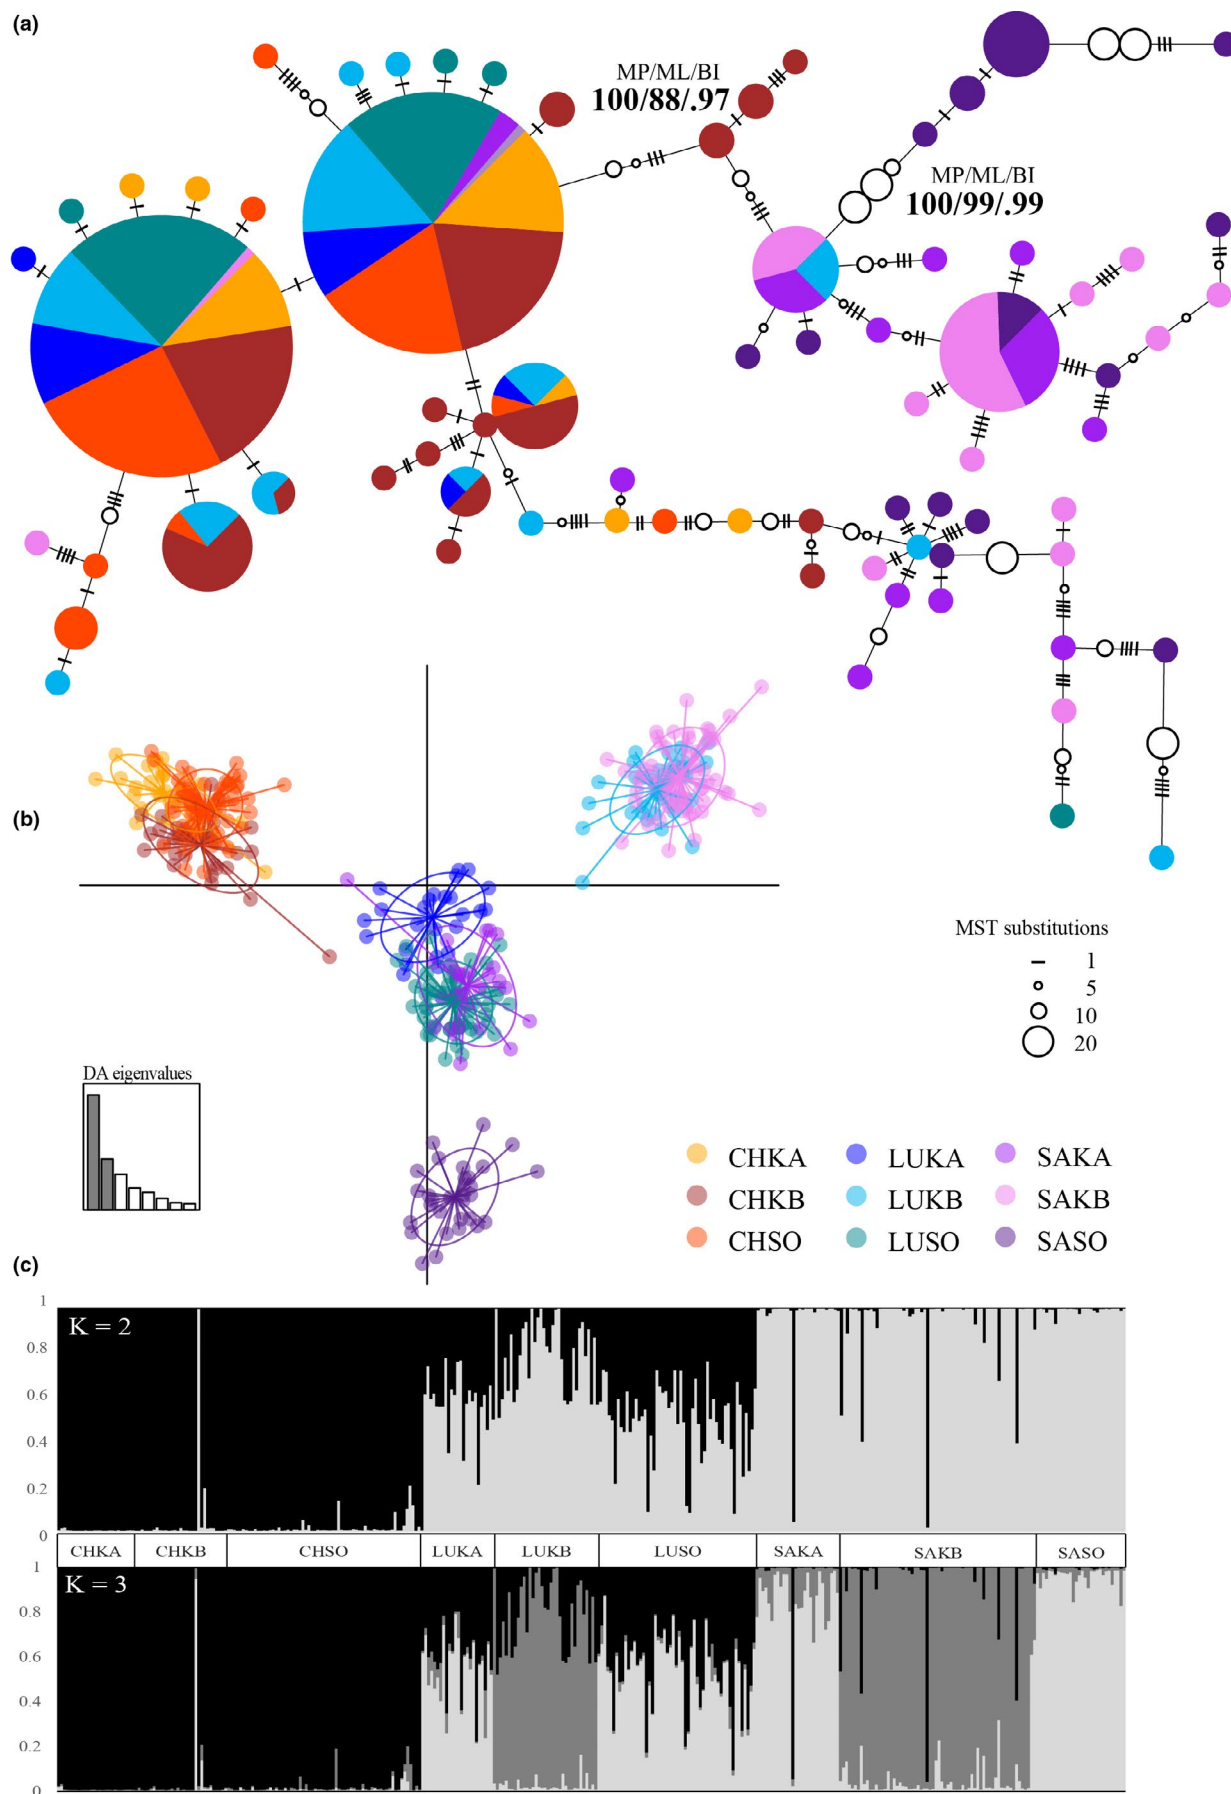 (a)
MP/ML/BI
100/88/.97
MP/ML/BI
100/99/.99
(b)
MST substitutions
1
5
10
20
DA eigenvalues
CHKA LUKA SAKA
CHKB LUKB SAKB
CHSO LUSO SASO
(c)
1
K = 2
0.8
0.6
0.4
0.2
0
CHKA CHKB CHSO LUKA LUKB LUSO SAKA SAKB SASO
1
K = 3
0.8
0.6
0.4
0.2
0